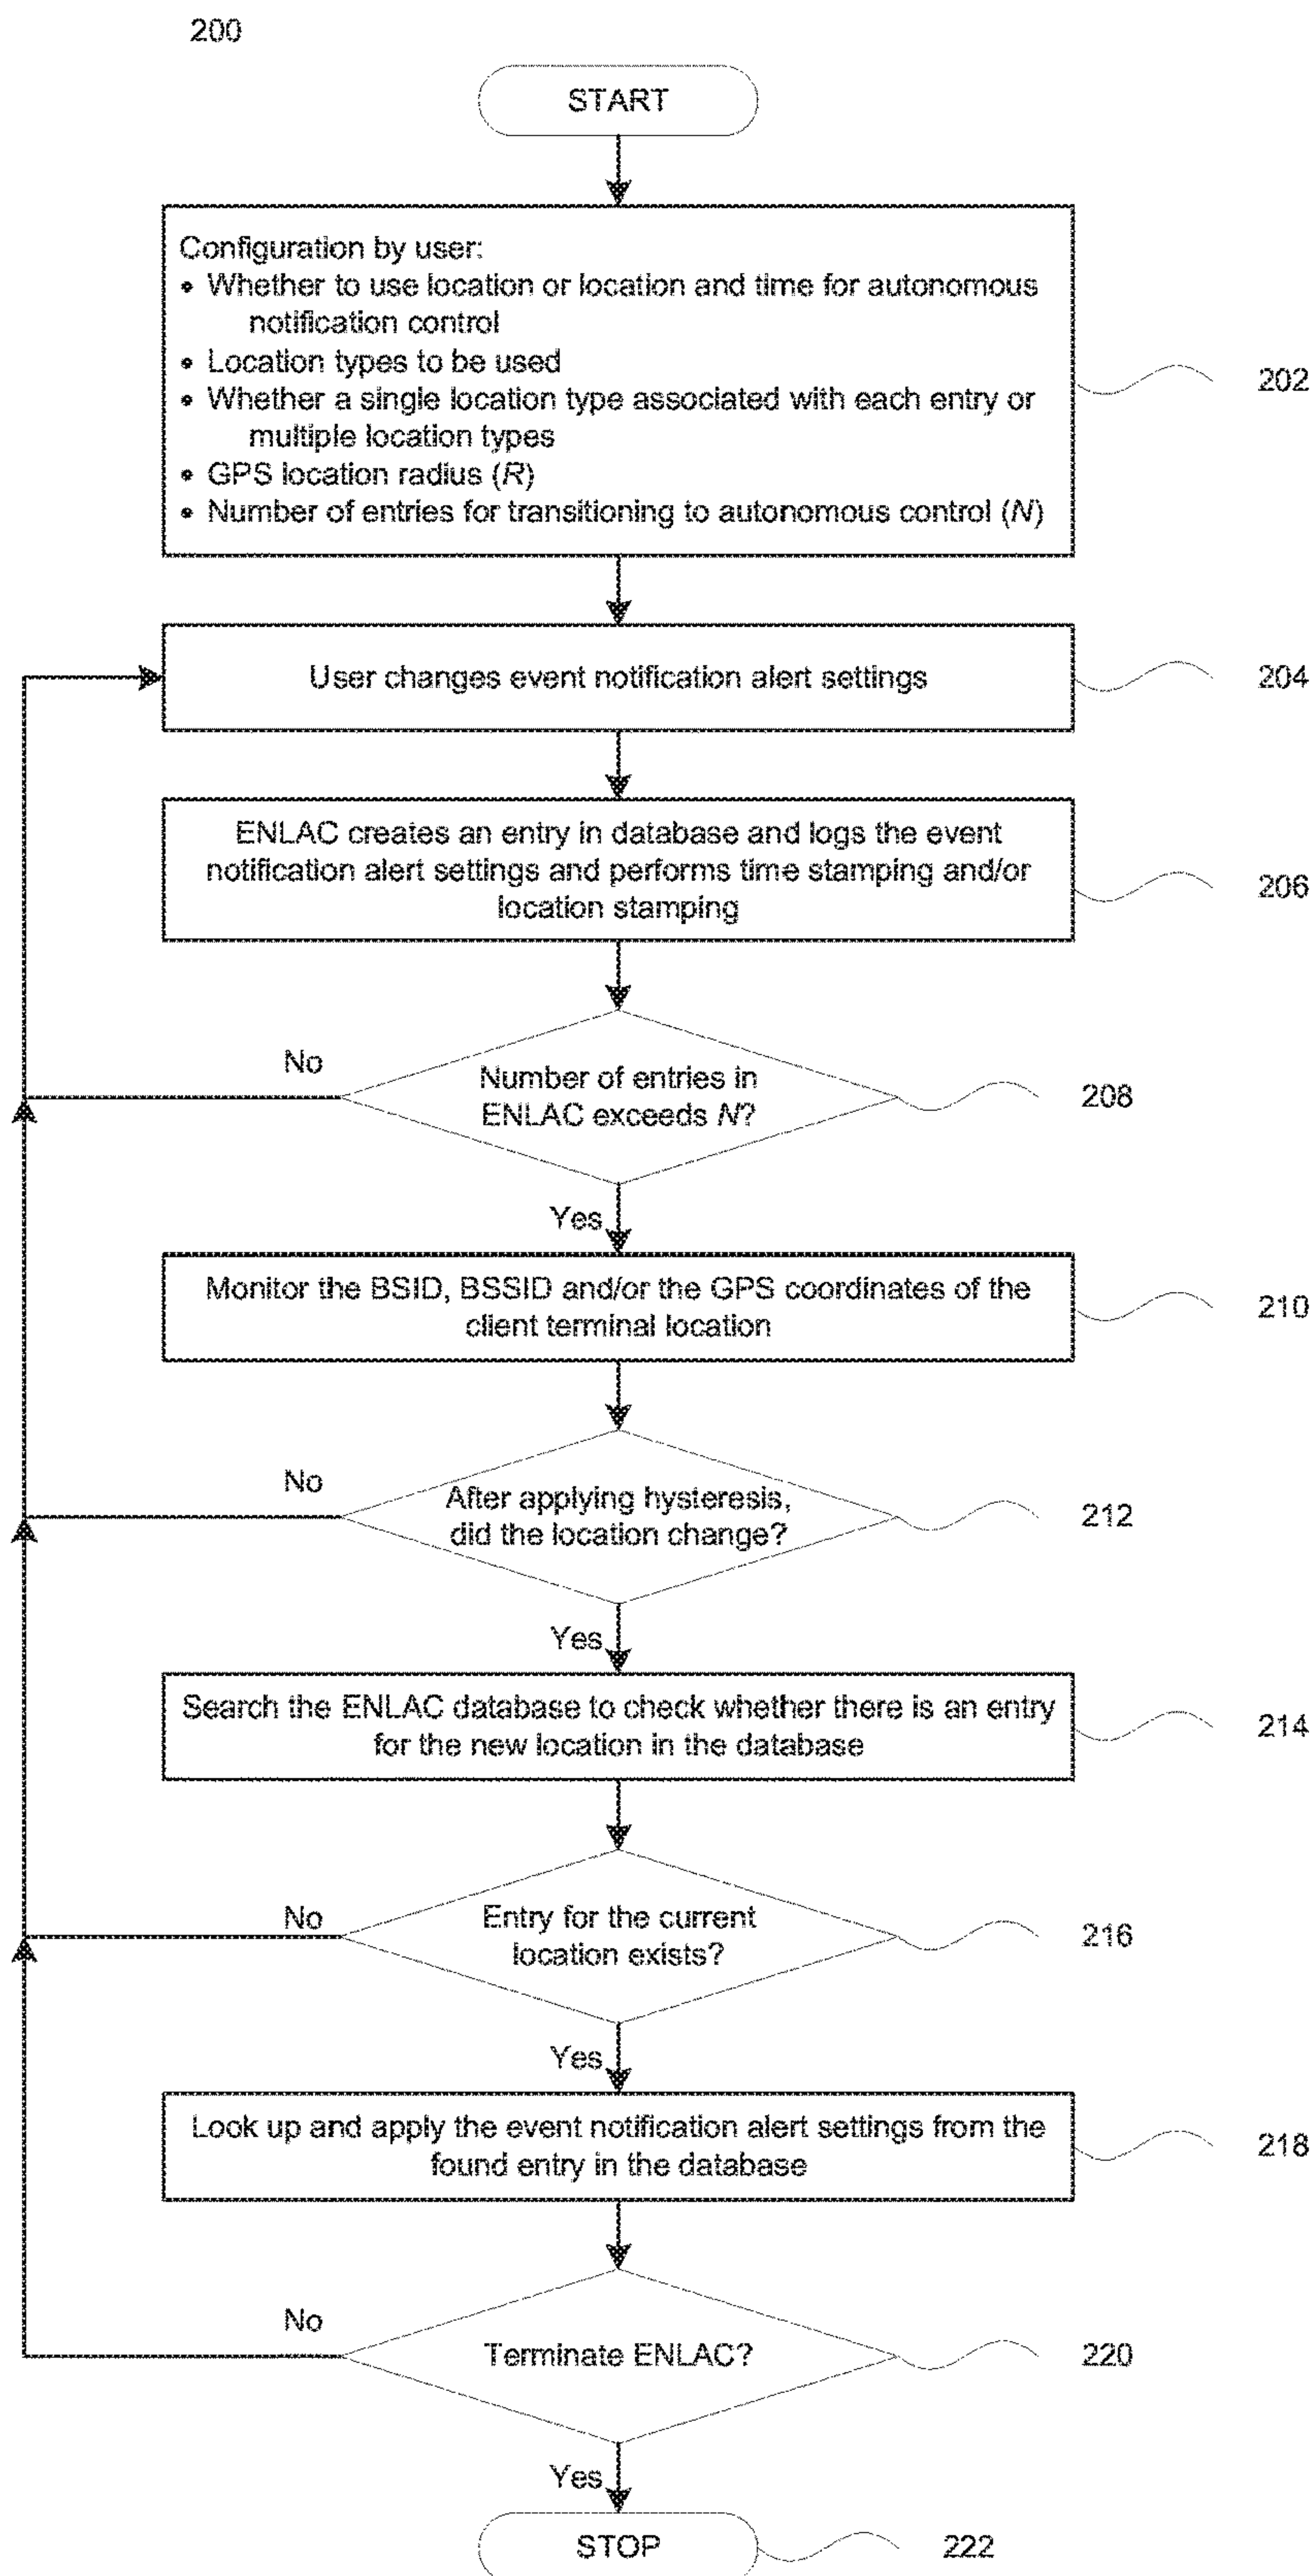 200
START
Configuration by user:
• Whether to use location or location and time for autonomous
notification control
• Location types to be used
• Whether a single location type associated with each entry or
multiple location types
• GPS location radius (R)
• Number of entries for transitioning to autonomous control (N)
202
User changes event notification alert settings
204
ENLAC creates an entry in database and logs the event
notification alert settings and performs time stamping and/or
location stamping
206
No
Number of entries in
ENLAC exceeds N?
208
Yes
Monitor the BSID, BSSID and/or the GPS coordinates of the
client terminal location
210
No
After applying hysteresis,
did the location change?
212
Yes
Search the ENLAC database to check whether there is an entry
for the new location in the database
214
No
Entry for the current
location exists?
216
Yes
Look up and apply the event notification alert settings from the
found entry in the database
218
No
Terminate ENLAC?
220
Yes
STOP
222